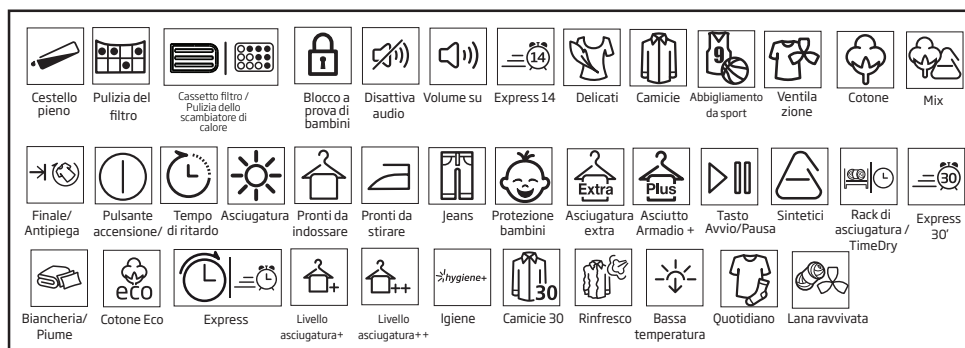 14
9
Cestello pieno
Pulizia del filtro
Cassetto filtro / Pulizia dello scambiatore di calore
Blocco a prova di bambini
Disattiva audio
Volume su
Express 14
Delicati
Camicie
Abbigliamento da sport
Ventila zione
Cotone
Mix
Extra
Plus
30
Finale/ Antipiega
Pulsante accensione/
Tempo di ritardo
Asciugatura
Pronti da indossare
Pronti da stirare
Jeans
Protezione bambini
Asciugatura extra
Asciutto Armadio +
Tasto Avvio/Pausa
Sintetici
Rack di asciugatura / TimeDry
Express 30'
eco
+
++
hygiene+
30
Biancheria/ Piume
Cotone Eco
Express
Livello asciugatura+
Livello asciugatura++
Igiene
Camicie 30
Rinfresco
Bassa temperatura
Quotidiano
Lana ravvivata